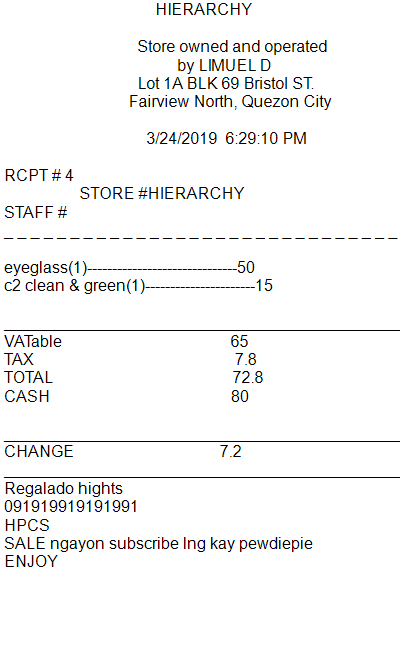 HIERARCHY
Store owned and operated
by LIMUEL D
Lot 1A BLK 69 Bristol ST.
Fairview North, Quezon City
3/24/2019 6:29:10 PM
RCPT # 4
STORE #HIERARCHY
STAFF #
_ _ _ _ _ _ _ _ _ _ _ _ _ _ _ _ _ _ _ _ _ _ _ _ _ _ _ _ _ _
eyeglass(1)------------------------------50
c2 clean & green(1)----------------------15
VATable 65
TAX 7.8
TOTAL 72.8
CASH 80
CHANGE 7.2
Regalado hights
091919919191991
HPCS
SALE ngayon subscribe lng kay pewdiepie
ENJOY